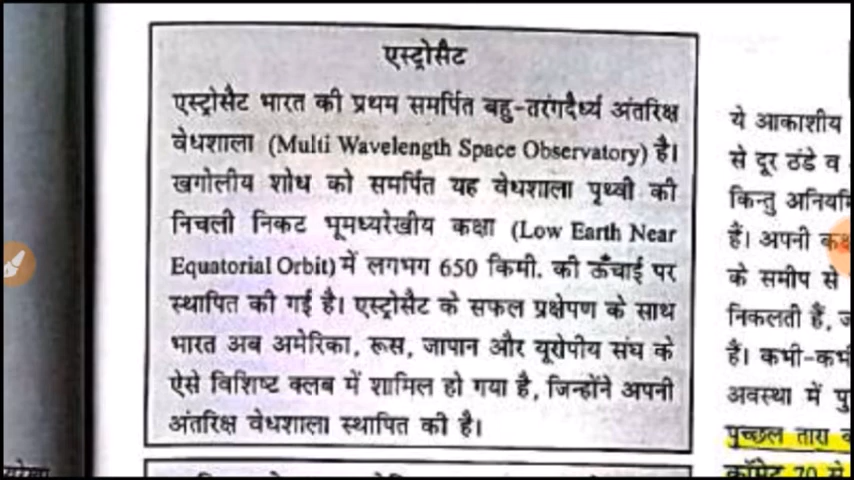 एस्ट्रोसैट
एस्ट्रोसैट भारत की प्रथम समर्पित बहु-तरंगदैर्ध्य अंतरिक्ष
वेधशाला (Multi Wavelength Space Observatory) है।
खगोलीय शोध को समर्पित यह वेधशाला पृथ्वी की
निचली निकट भूमध्यरेखीय कक्षा (Low Earth Near
Equatorial Orbit) में लगभग 650 किमी. की ऊँचाई पर
स्थापित की गई है। एस्ट्रोसैट के सफल प्रक्षेपण के साथ
भारत अब अमेरिका, रूस, जापान और यूरोपीय संघ के
ऐसे विशिष्ट क्लब में शामिल हो गया है, जिन्होंने अपनी
अंतरिक्ष वेधशाला स्थापित की है।
ये आकाशीय
से दूर ठंडे व
किन्तु
हैं। अपनी
के समीप से
निकलती हैं,
हैं। कभी-कभी
अवस्था में
पुच्छल तारा
कॉमेट 70 से